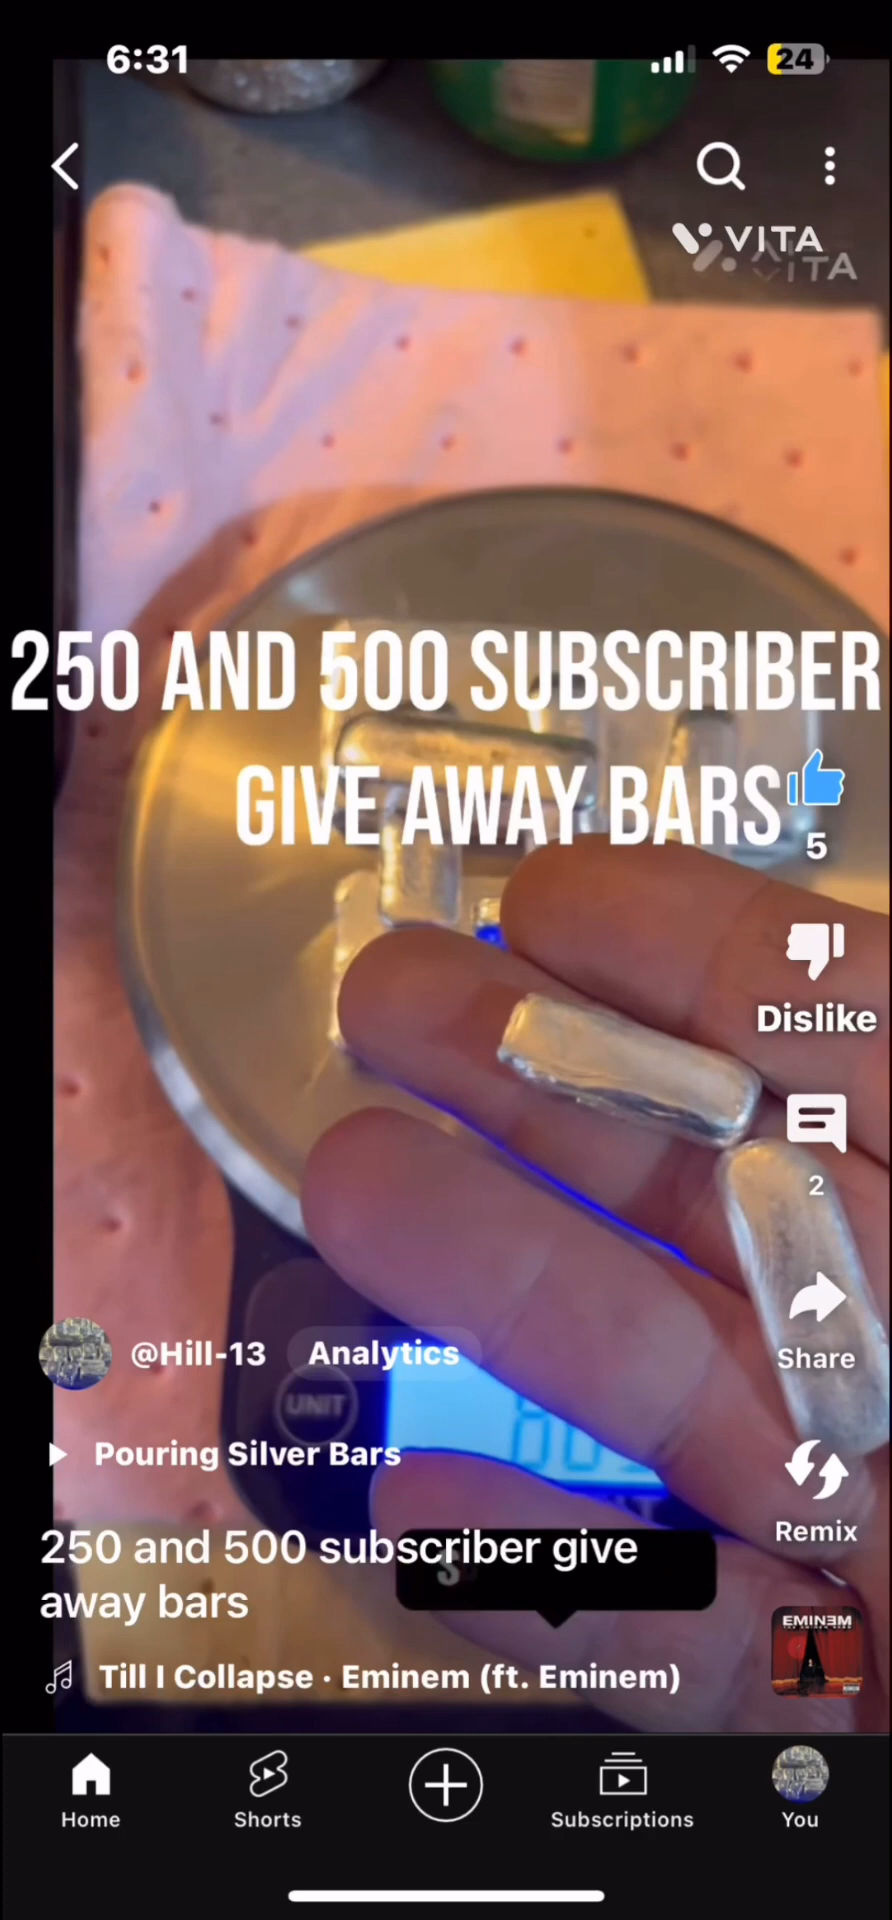 6:31
24
VITA
VITA
250 AND 500 SUBSCRIBER
GIVE AWAY BARS
5
Dislike
2
Share
@Hill-13 Analytics
UNIT
Pouring Silver Bars
Remix
250 and 500 subscriber give
away bars
EMINEM
Till I Collapse · Eminem (ft. Eminem)
Home
Shorts
Subscriptions
You